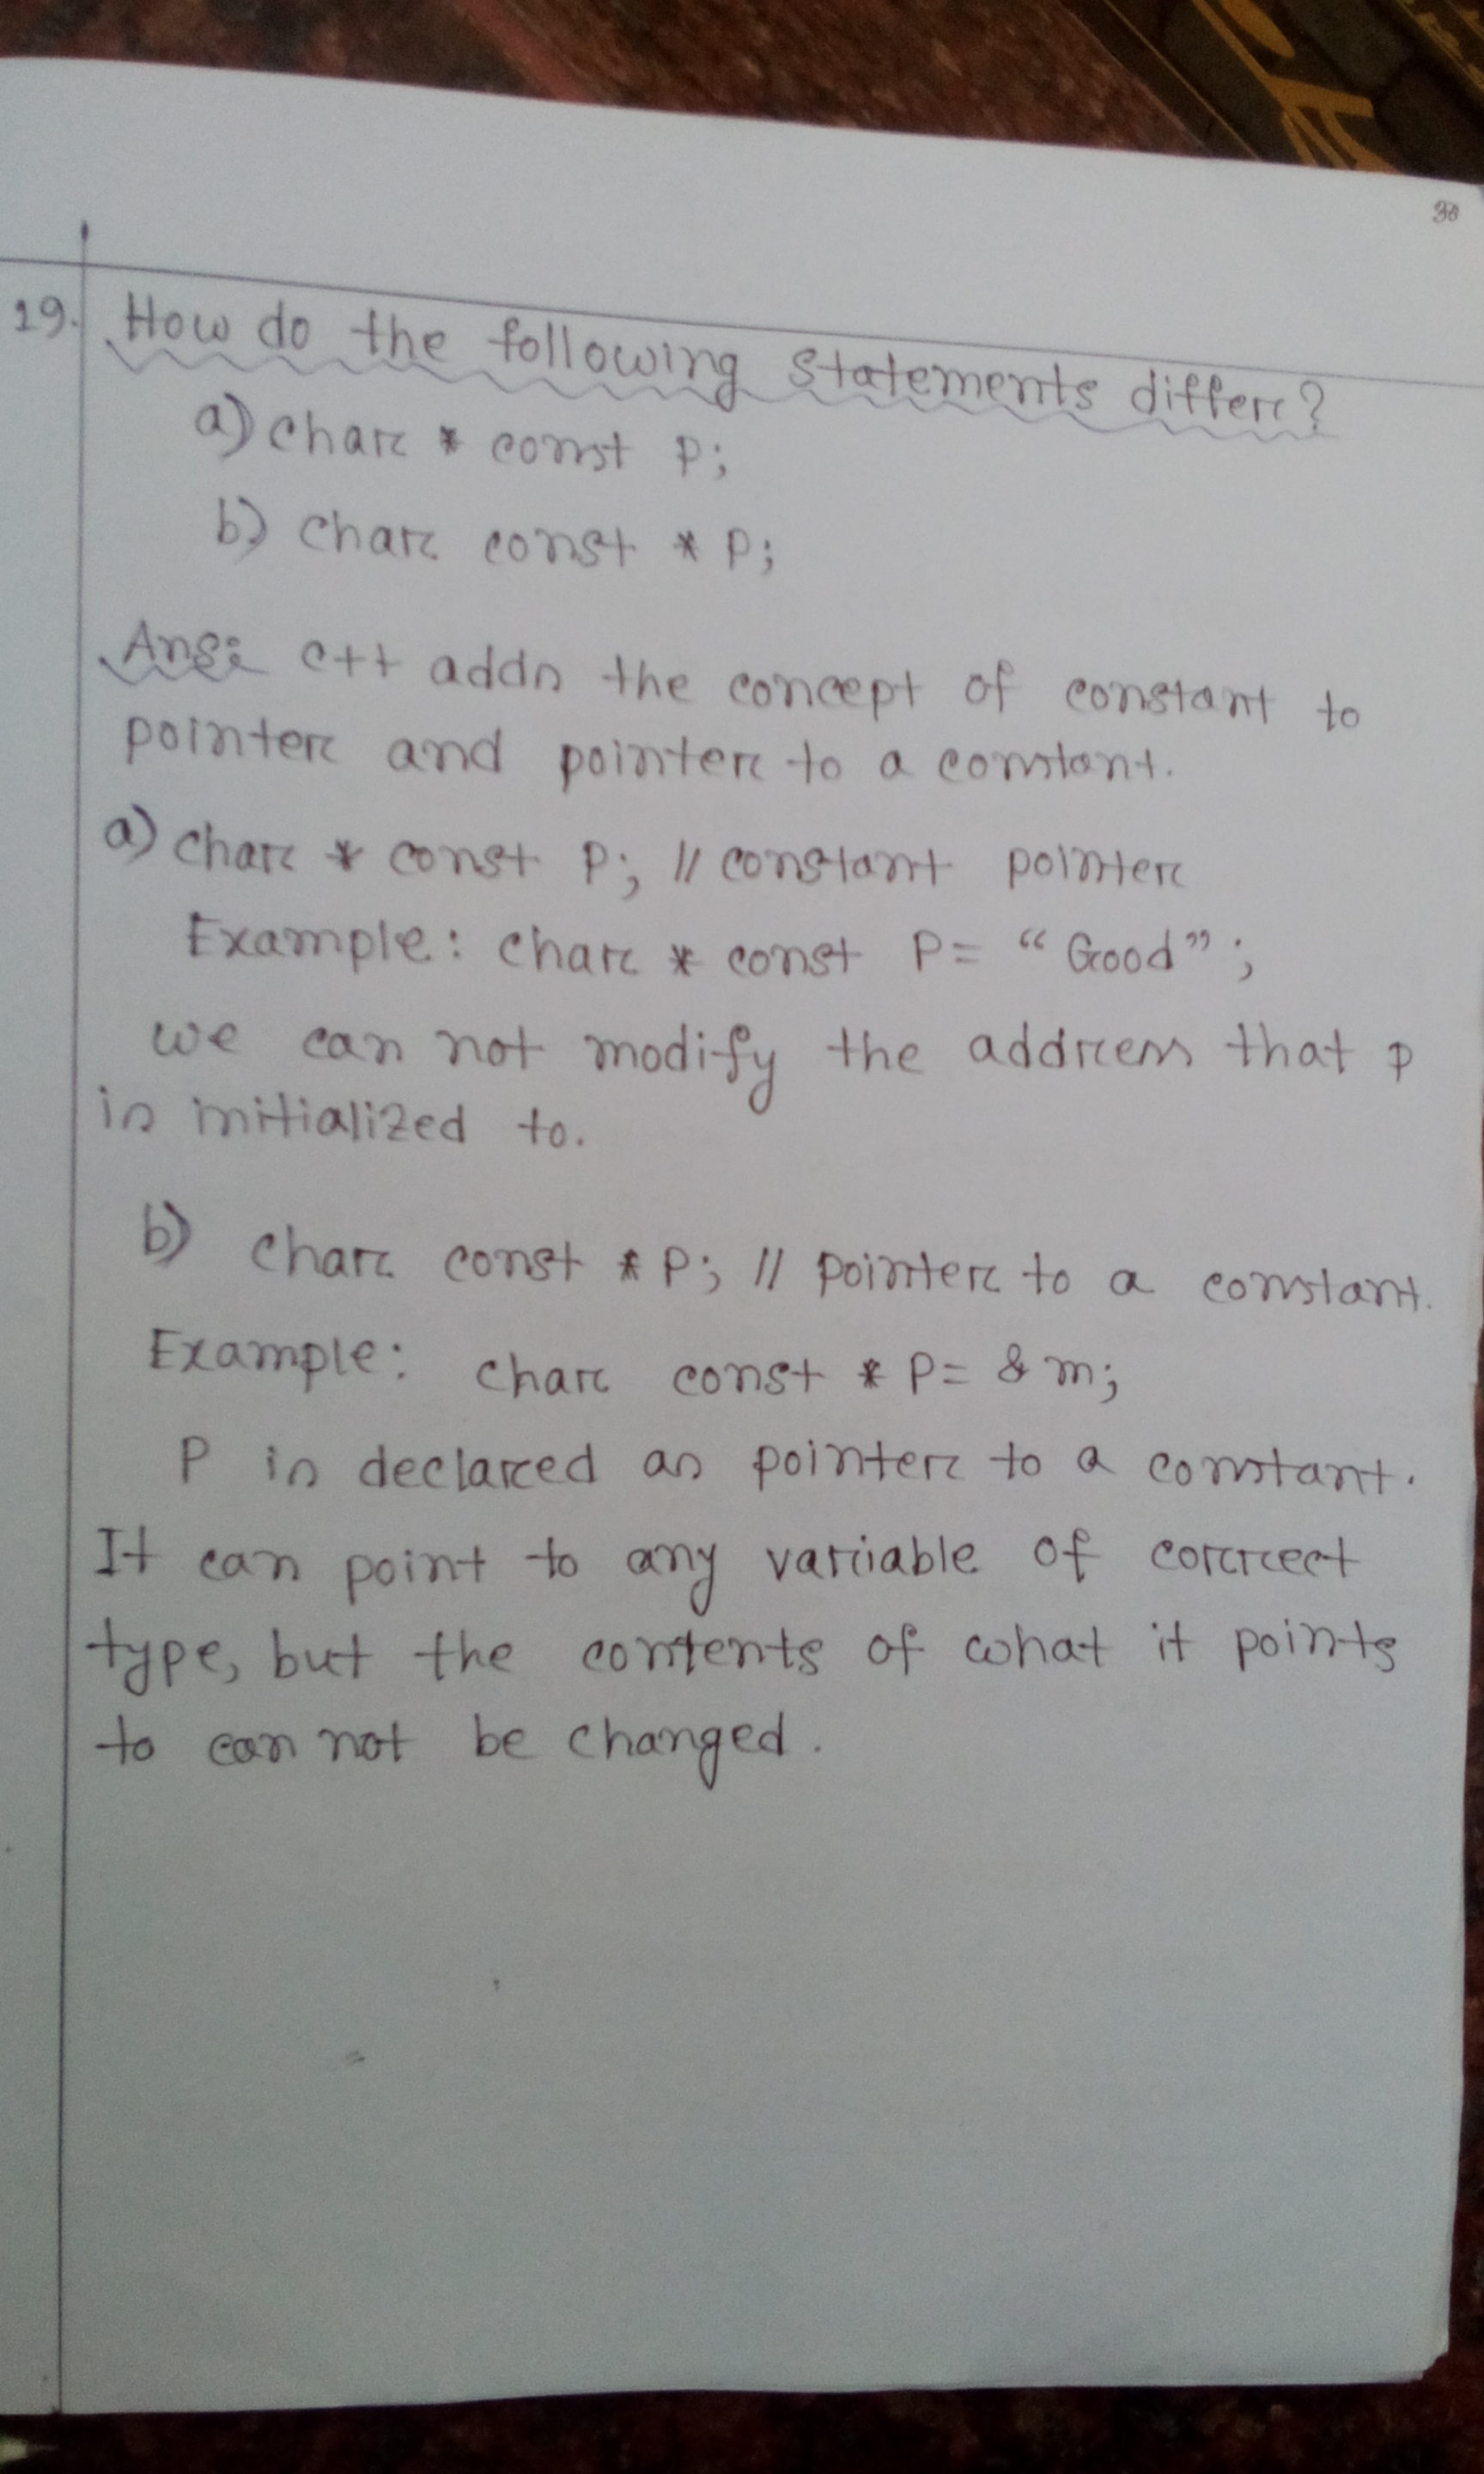 30
19. How do the following statements differ?
a) char * const P;
b) char const * P;
Ans: C++ adds the concept of constant to
pointer and pointer to a constant.
a) char * const P; // constant pointer
Example: char * const P = “Good”;
we can not modify the address that p
is initialized to.
b) char const * P; // pointer to a constant.
Example: char const * P = & m;
P is declared as pointer to a constant.
It can point to any variable of correct
type, but the contents of what it points
to can not be changed.